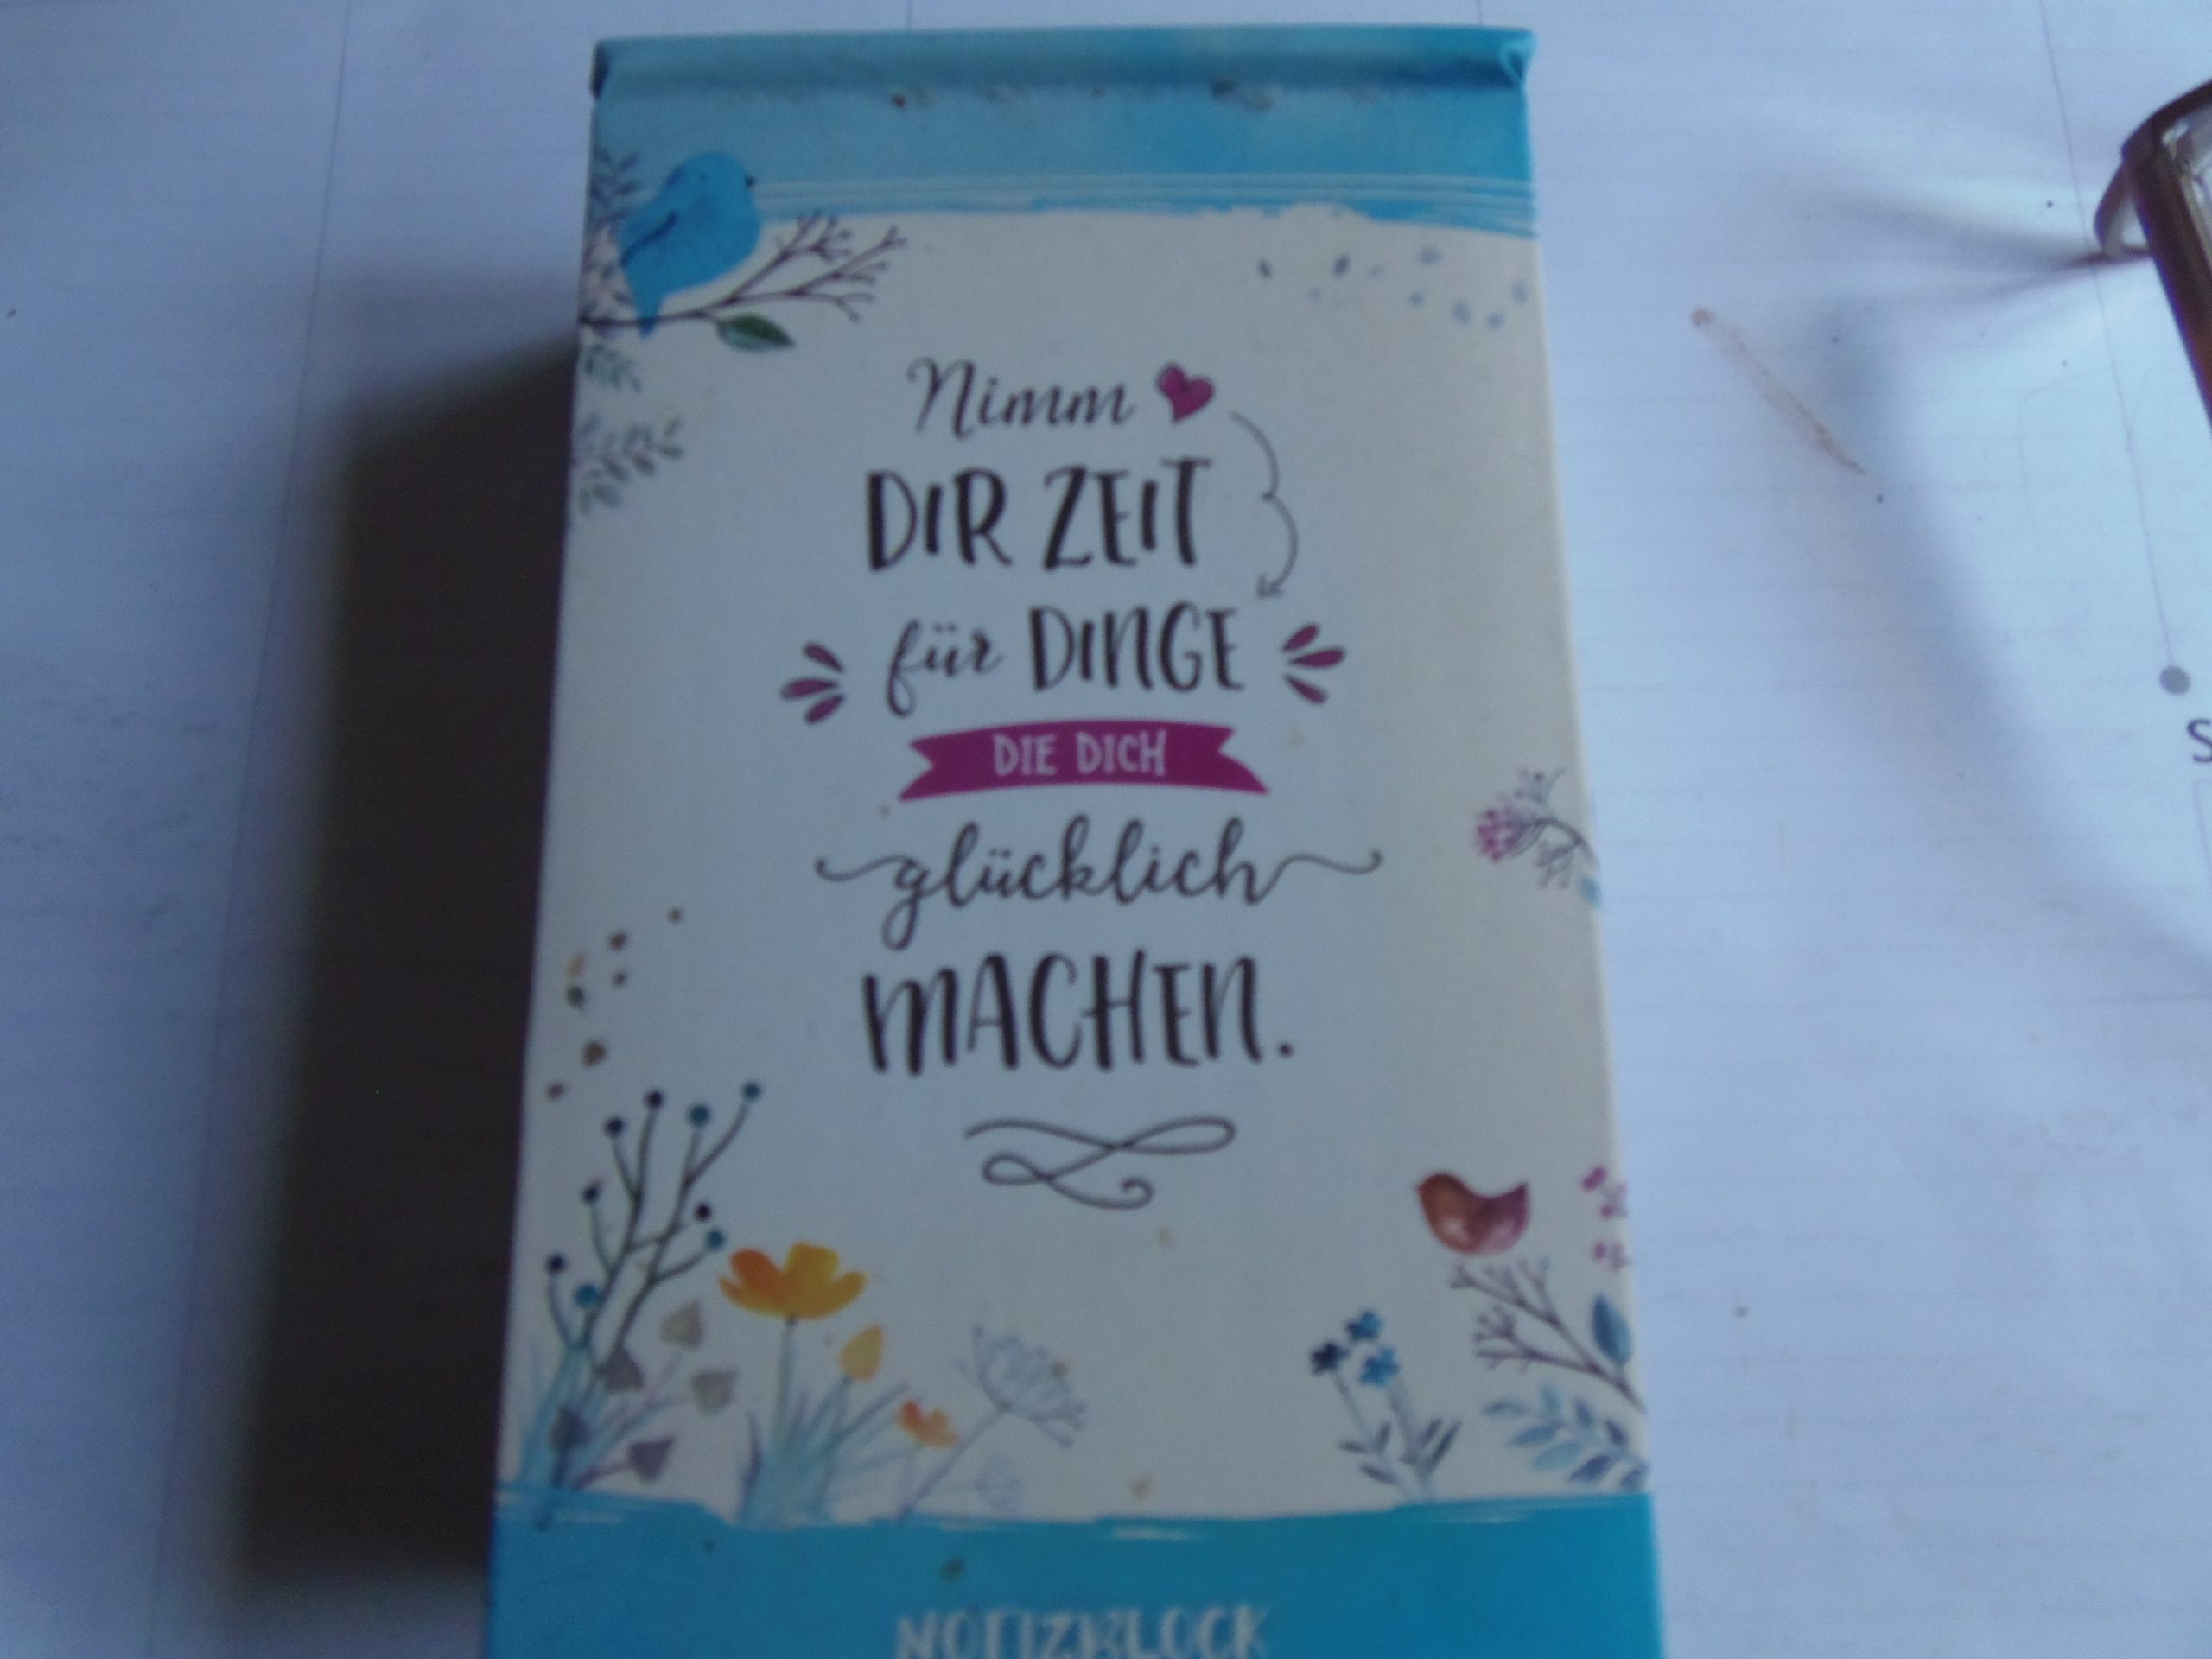 Nimm
DIR ZEIT
für DINGE
DIE DICH
glücklich
MACHEN.
NOTIZBLOCK
S